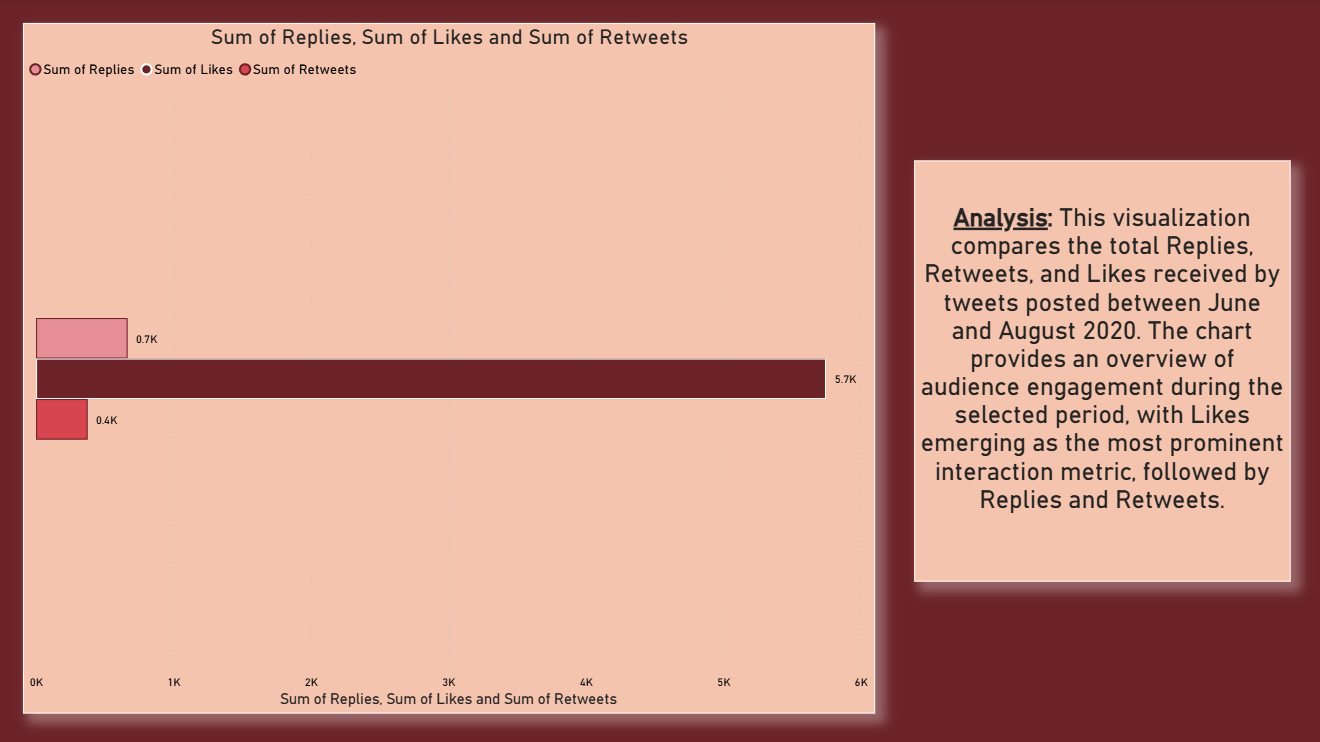 Sum of Replies, Sum of Likes and Sum of Retweets
Sum of Replies Sum of Likes Sum of Retweets
0.7K
5.7K
0.4K
0K 1K 2K 3K 4K 5K 6K
Sum of Replies, Sum of Likes and Sum of Retweets
Analysis: This visualization
compares the total Replies,
Retweets, and Likes received by
tweets posted between June
and August 2020. The chart
provides an overview of
audience engagement during the
selected period, with Likes
emerging as the most prominent
interaction metric, followed by
Replies and Retweets.